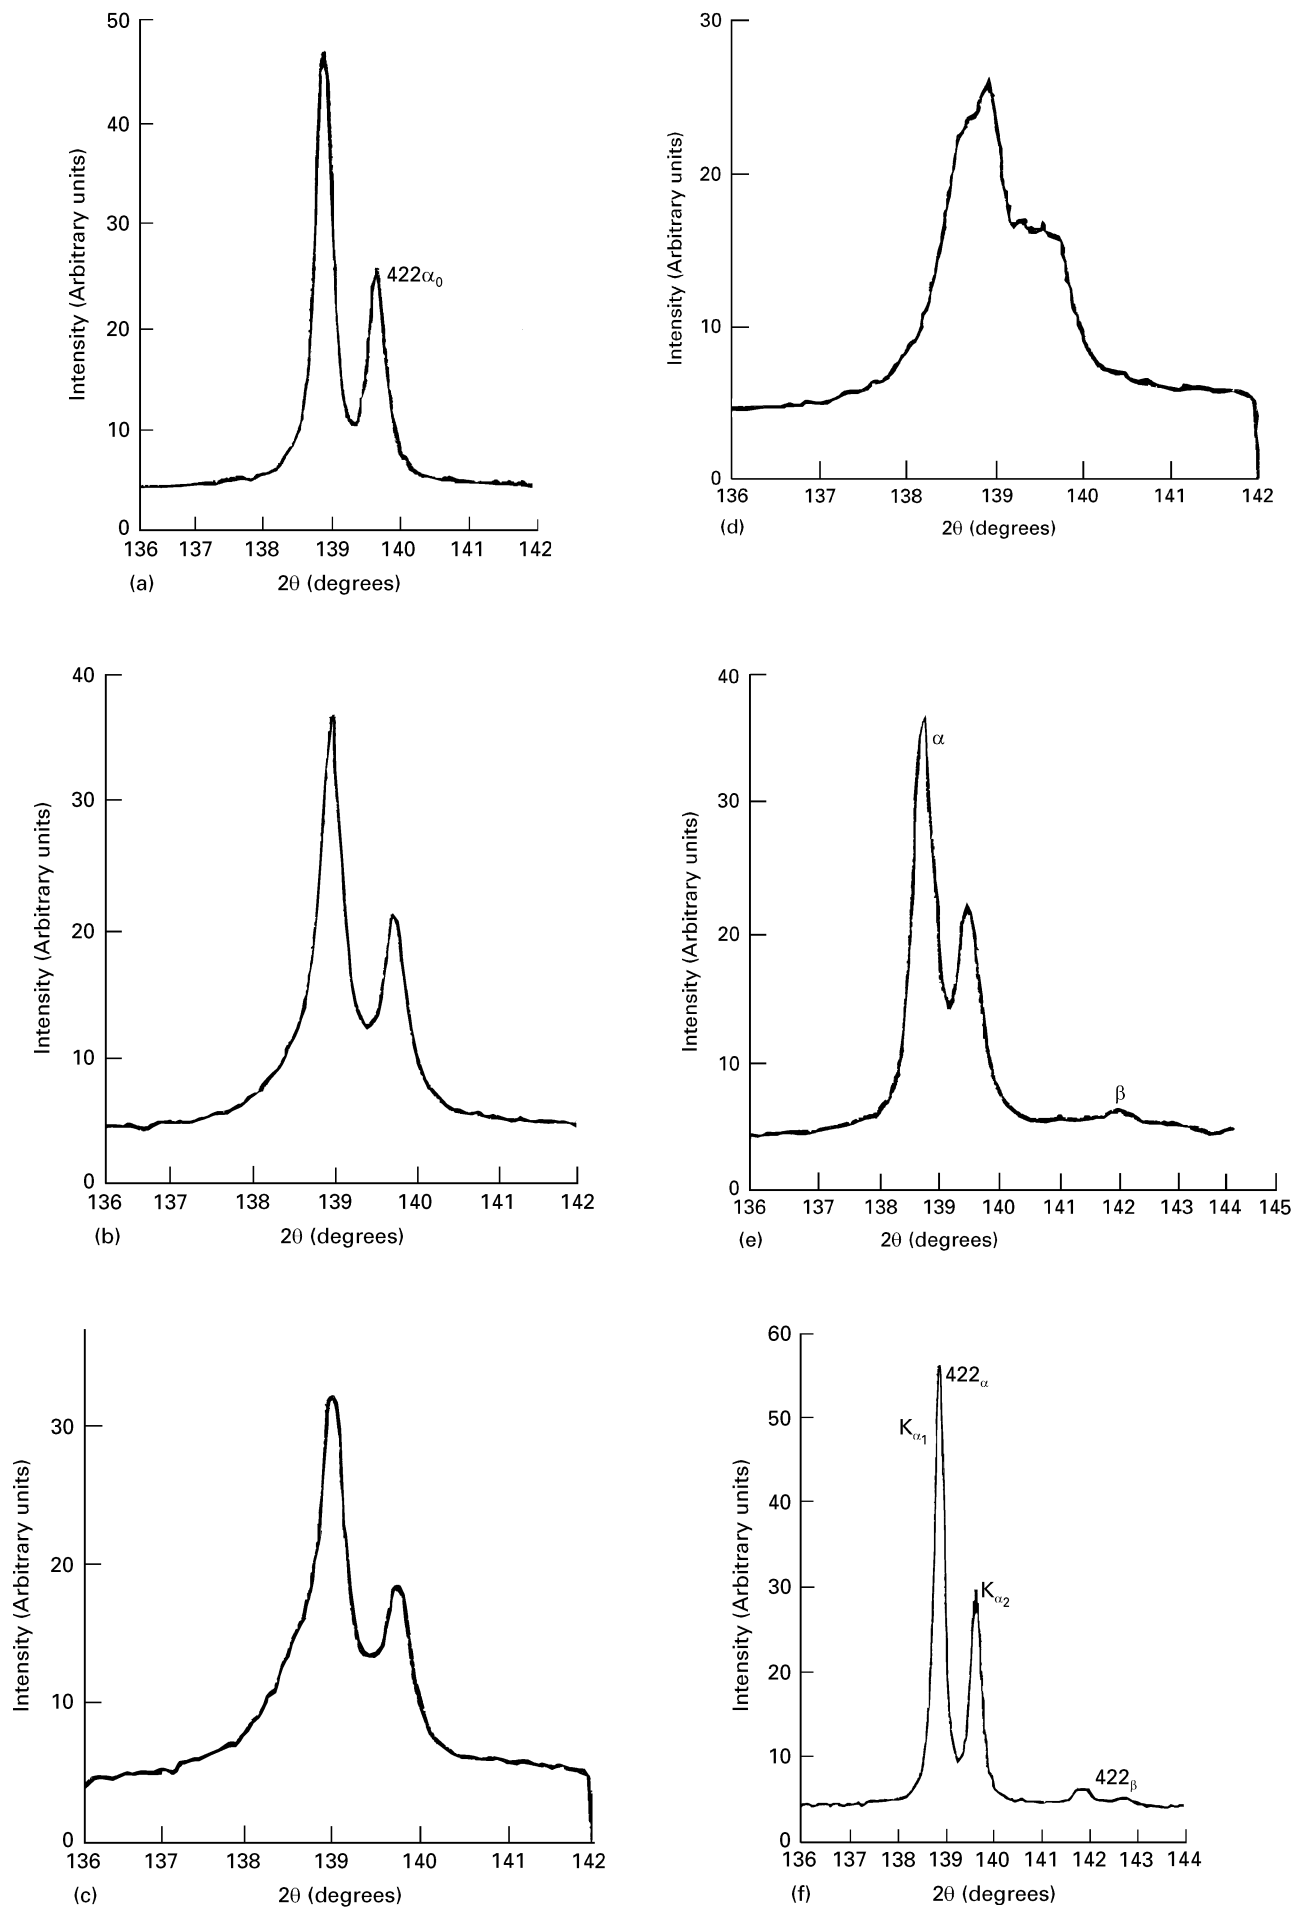 50
40
30
20
10
0
Intensity (Arbitrary units)
422α₀
136 137 138 139 140 141 142
(a) 2θ (degrees)
30
20
10
0
Intensity (Arbitrary units)
136 137 138 139 140 141 142
(d) 2θ (degrees)
40
30
20
10
0
Intensity (Arbitrary units)
136 137 138 139 140 141 142
(b) 2θ (degrees)
40
30
20
10
0
Intensity (Arbitrary units)
α
β
136 137 138 139 140 141 142 143 144 145
(e) 2θ (degrees)
30
20
10
0
Intensity (Arbitrary units)
136 137 138 139 140 141 142
(c) 2θ (degrees)
60
50
40
30
20
10
0
Intensity (Arbitrary units)
422α
Kα₁
Kα₂
422β
136 137 138 139 140 141 142 143 144
(f) 2θ (degrees)